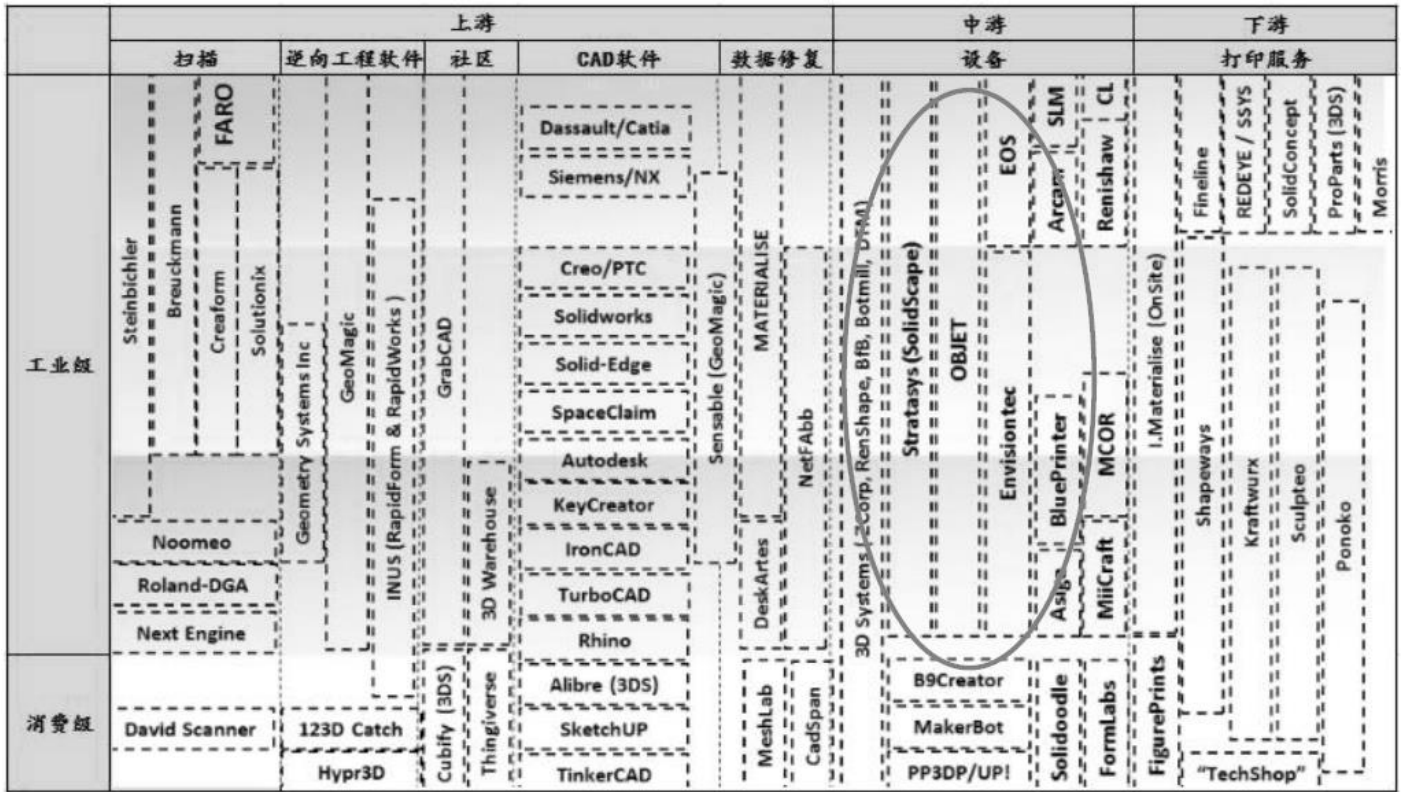 上游
中游
下游
扫描
逆向工程软件
社区
CAD软件
数据修复
设备
打印服务
工业级
Steinbichler
Breuckmann
FARO
Creaform
Solutionix
Noomeo
Roland-DGA
Next Engine
Geometry Systems Inc
GeoMagic
INUS (RapidForm & RapidWorks )
GrabCAD
3D Warehouse
Dassault/Catia
Siemens/NX
Creo/PTC
Solidworks
Solid-Edge
SpaceClaim
Autodesk
KeyCreator
IronCAD
TurboCAD
Rhino
Sensable (GeoMagic)
MATERIALISE
DeskArtes
NetFAbb
3D Systems (ZCorp, RenShape, BfB, Botmill, DTM)
Stratasys (SolidScape)
OBJET
EOS
Envisiontec
SLM
Arcam
BluePrinter
Asiga
CL
Renishaw
MCOR
MiiCraft
I.Materialise (OnSite)
Fineline
REDEYE / SSYS
SolidConcept
ProParts (3DS)
Morris
Shapeways
Kraftwurx
Sculpteo
Ponoko
消费级
David Scanner
123D Catch
Hypr3D
Cubify (3DS)
Thingiverse
Alibre (3DS)
SketchUP
TinkerCAD
MeshLab
CadSpan
B9Creator
MakerBot
PP3DP/UP!
Solidoodle
FormLabs
FigurePrints
“TechShop”